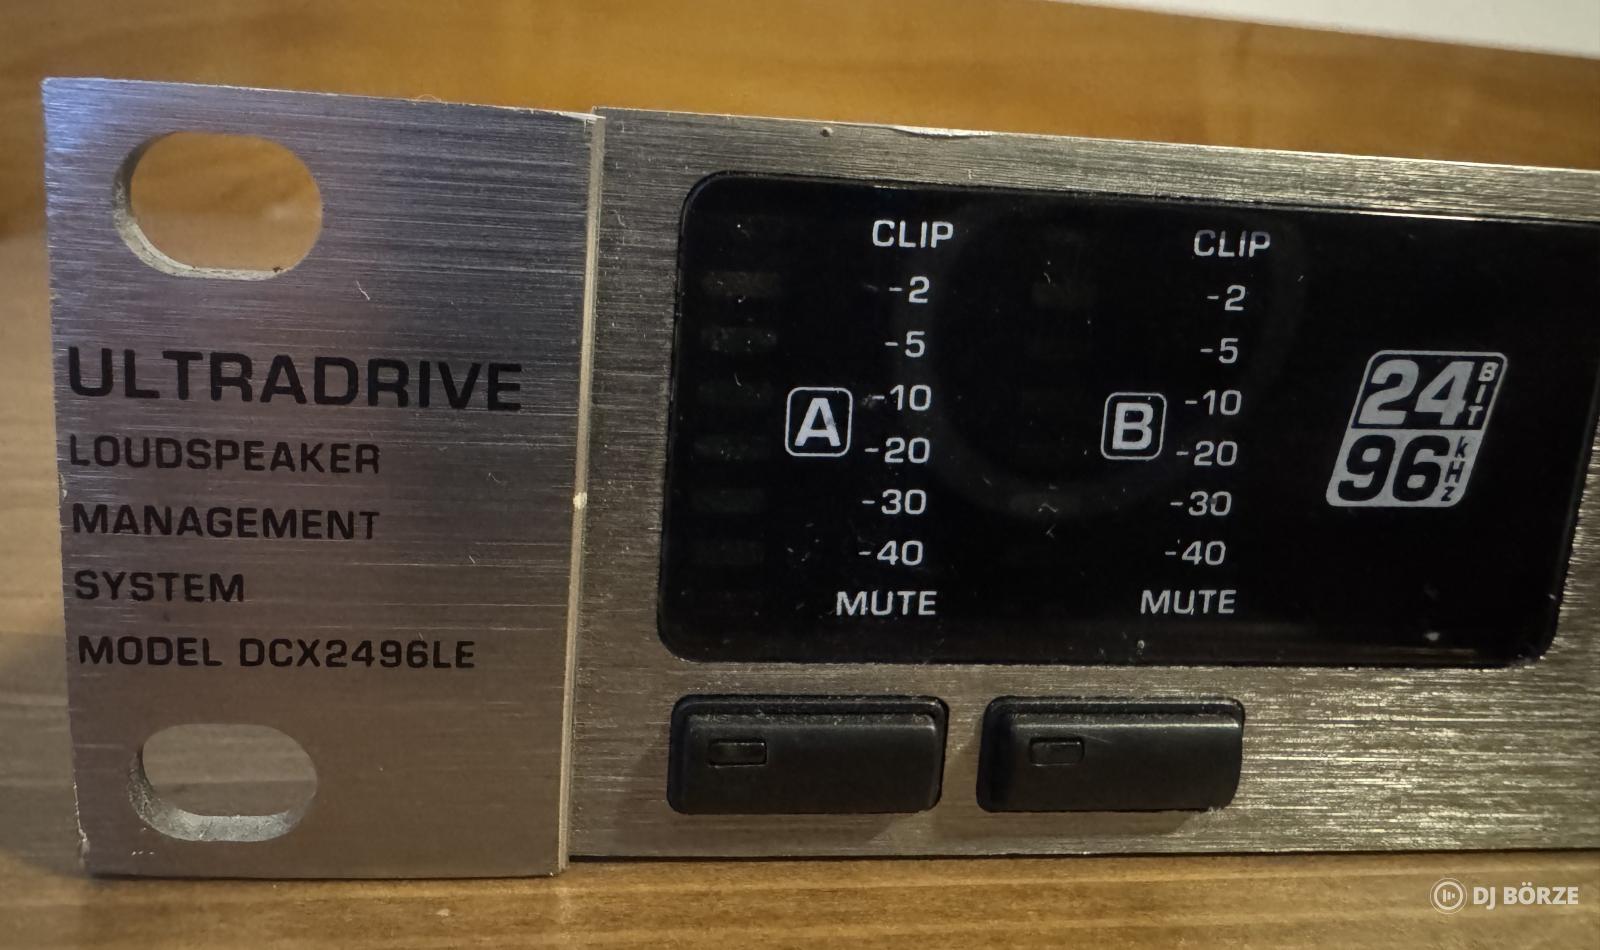 ULTRADRIVE
LOUDSPEAKER
MANAGEMENT
SYSTEM
MODEL DCX2496LE
CLIP
-2
-5
-10
A
-20
-30
-40
MUTE
CLIP
-2
-5
-10
B
-20
-30
-40
MUTE
24 BIT
96 kHz
DJ BÖRZE